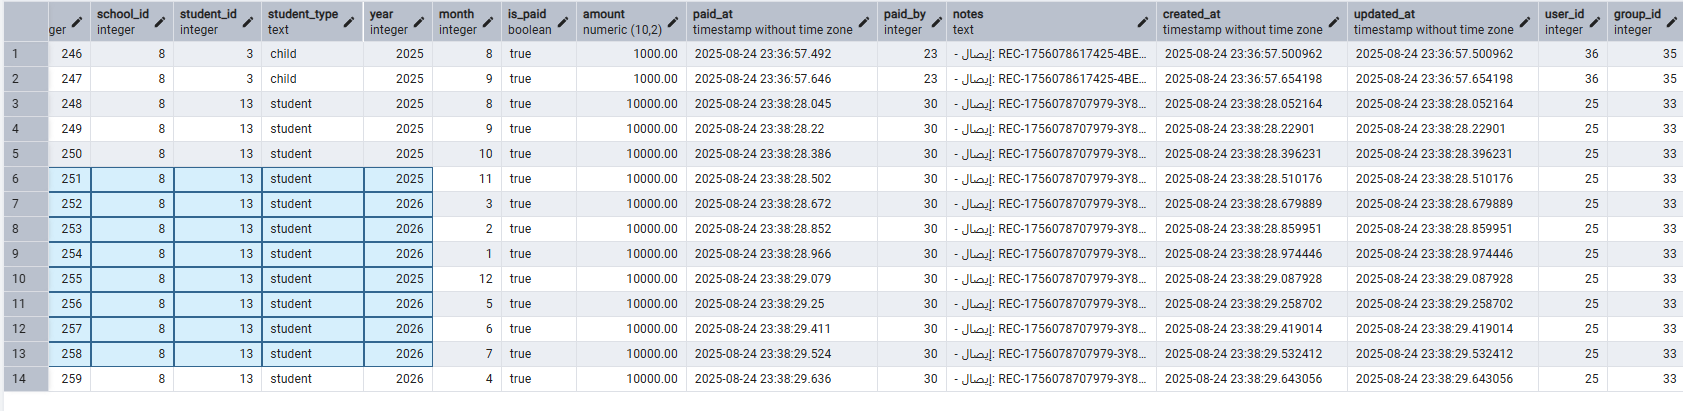 ger school_id integer student_id integer student_type text year integer month integer is_paid boolean amount numeric (10,2) paid_at timestamp without time zone paid_by integer notes text created_at timestamp without time zone updated_at timestamp without time zone user_id integer group_id integer
1 246 8 3 child 2025 8 true 1000.00 2025-08-24 23:36:57.492 23 - إيصال: REC-1756078617425-4BE... 2025-08-24 23:36:57.500962 2025-08-24 23:36:57.500962 36 35
2 247 8 3 child 2025 9 true 1000.00 2025-08-24 23:36:57.646 23 - إيصال: REC-1756078617425-4BE... 2025-08-24 23:36:57.654198 2025-08-24 23:36:57.654198 36 35
3 248 8 13 student 2025 8 true 10000.00 2025-08-24 23:38:28.045 30 - إيصال: REC-1756078707979-3Y8... 2025-08-24 23:38:28.052164 2025-08-24 23:38:28.052164 25 33
4 249 8 13 student 2025 9 true 10000.00 2025-08-24 23:38:28.22 30 - إيصال: REC-1756078707979-3Y8... 2025-08-24 23:38:28.22901 2025-08-24 23:38:28.22901 25 33
5 250 8 13 student 2025 10 true 10000.00 2025-08-24 23:38:28.386 30 - إيصال: REC-1756078707979-3Y8... 2025-08-24 23:38:28.396231 2025-08-24 23:38:28.396231 25 33
6 251 8 13 student 2025 11 true 10000.00 2025-08-24 23:38:28.502 30 - إيصال: REC-1756078707979-3Y8... 2025-08-24 23:38:28.510176 2025-08-24 23:38:28.510176 25 33
7 252 8 13 student 2026 3 true 10000.00 2025-08-24 23:38:28.672 30 - إيصال: REC-1756078707979-3Y8... 2025-08-24 23:38:28.679889 2025-08-24 23:38:28.679889 25 33
8 253 8 13 student 2026 2 true 10000.00 2025-08-24 23:38:28.852 30 - إيصال: REC-1756078707979-3Y8... 2025-08-24 23:38:28.859951 2025-08-24 23:38:28.859951 25 33
9 254 8 13 student 2026 1 true 10000.00 2025-08-24 23:38:28.966 30 - إيصال: REC-1756078707979-3Y8... 2025-08-24 23:38:28.974446 2025-08-24 23:38:28.974446 25 33
10 255 8 13 student 2025 12 true 10000.00 2025-08-24 23:38:29.079 30 - إيصال: REC-1756078707979-3Y8... 2025-08-24 23:38:29.087928 2025-08-24 23:38:29.087928 25 33
11 256 8 13 student 2026 5 true 10000.00 2025-08-24 23:38:29.25 30 - إيصال: REC-1756078707979-3Y8... 2025-08-24 23:38:29.258702 2025-08-24 23:38:29.258702 25 33
12 257 8 13 student 2026 6 true 10000.00 2025-08-24 23:38:29.411 30 - إيصال: REC-1756078707979-3Y8... 2025-08-24 23:38:29.419014 2025-08-24 23:38:29.419014 25 33
13 258 8 13 student 2026 7 true 10000.00 2025-08-24 23:38:29.524 30 - إيصال: REC-1756078707979-3Y8... 2025-08-24 23:38:29.532412 2025-08-24 23:38:29.532412 25 33
14 259 8 13 student 2026 4 true 10000.00 2025-08-24 23:38:29.636 30 - إيصال: REC-1756078707979-3Y8... 2025-08-24 23:38:29.643056 2025-08-24 23:38:29.643056 25 33